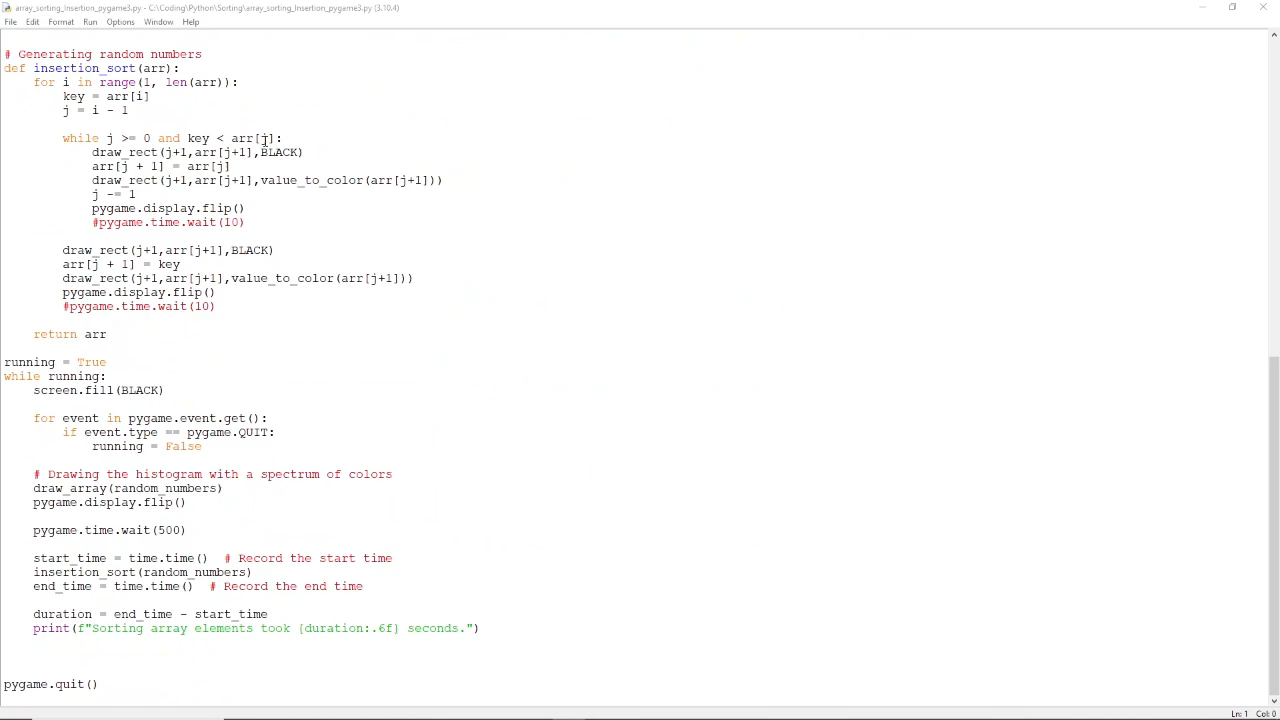 array_sorting_Insertion_pygame3.py - C:\Coding\Python\Sorting\array_sorting_Insertion_pygame3.py (3.10.4)
File Edit Format Run Options Window Help
# Generating random numbers
def insertion_sort(arr):
    for i in range(1, len(arr)):
        key = arr[i]
        j = i - 1
        while j >= 0 and key < arr[j]:
            draw_rect(j+1,arr[j+1],BLACK)
            arr[j + 1] = arr[j]
            draw_rect(j+1,arr[j+1],value_to_color(arr[j+1]))
            j -= 1
            pygame.display.flip()
            #pygame.time.wait(10)
        draw_rect(j+1,arr[j+1],BLACK)
        arr[j + 1] = key
        draw_rect(j+1,arr[j+1],value_to_color(arr[j+1]))
        pygame.display.flip()
        #pygame.time.wait(10)
    return arr
running = True
while running:
    screen.fill(BLACK)
    for event in pygame.event.get():
        if event.type == pygame.QUIT:
            running = False
    # Drawing the histogram with a spectrum of colors
    draw_array(random_numbers)
    pygame.display.flip()
    pygame.time.wait(500)
    start_time = time.time()  # Record the start time
    insertion_sort(random_numbers)
    end_time = time.time()  # Record the end time
    duration = end_time - start_time
    print(f"Sorting array elements took {duration:.6f} seconds.")
pygame.quit()
Ln: 1 Col: 0